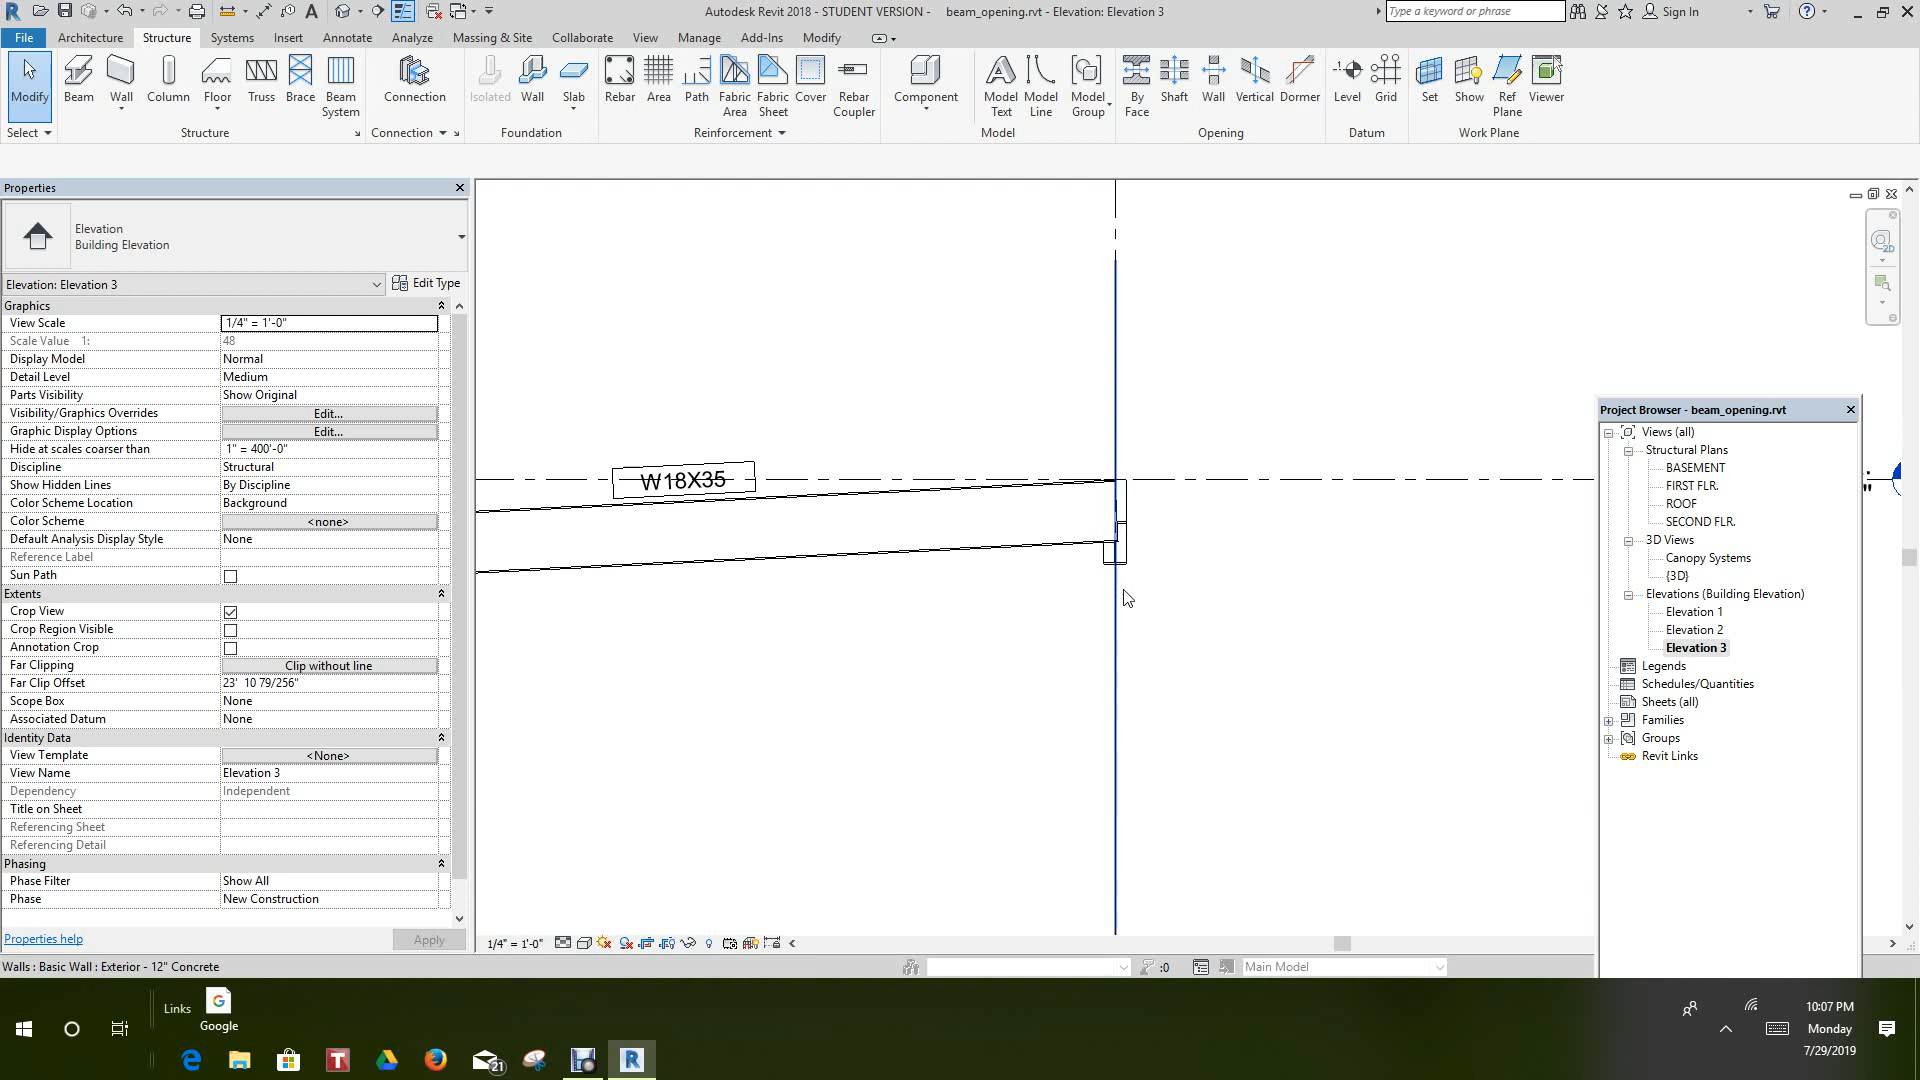 Autodesk Revit 2018 - STUDENT VERSION - beam_opening.rvt - Elevation: Elevation 3
Type a keyword or phrase
Sign In
File Architecture Structure Systems Insert Annotate Analyze Massing & Site Collaborate View Manage Add-Ins Modify
Modify Beam Wall Column Floor Truss Brace Beam System Connection Isolated Wall Slab Rebar Area Path Fabric Area Fabric Sheet Cover Rebar Coupler Component Model Text Model Line Model Group By Face Shaft Wall Vertical Dormer Level Grid Set Show Ref Plane Viewer
Select Structure Connection Foundation Reinforcement Model Opening Datum Work Plane
Properties
Elevation
Building Elevation
Elevation: Elevation 3 Edit Type
Graphics
View Scale 1/4" = 1'-0"
Scale Value 1: 48
Display Model Normal
Detail Level Medium
Parts Visibility Show Original
Visibility/Graphics Overrides Edit...
Graphic Display Options Edit...
Hide at scales coarser than 1" = 400'-0"
Discipline Structural
Show Hidden Lines By Discipline
Color Scheme Location Background
Color Scheme <none>
Default Analysis Display Style None
Reference Label
Sun Path
Extents
Crop View
Crop Region Visible
Annotation Crop
Far Clipping Clip without line
Far Clip Offset 23' 10 79/256"
Scope Box None
Associated Datum None
Identity Data
View Template <None>
View Name Elevation 3
Dependency Independent
Title on Sheet
Referencing Sheet
Referencing Detail
Phasing
Phase Filter Show All
Phase New Construction
Properties help Apply
W18X35
2D
Project Browser - beam_opening.rvt
Views (all)
Structural Plans
BASEMENT
FIRST FLR.
ROOF
SECOND FLR.
3D Views
Canopy Systems
{3D}
Elevations (Building Elevation)
Elevation 1
Elevation 2
Elevation 3
Legends
Schedules/Quantities
Sheets (all)
Families
Groups
Revit Links
1/4" = 1'-0"
Walls : Basic Wall : Exterior - 12" Concrete
:0
Main Model
Links
Google
21
10:07 PM
Monday
7/29/2019